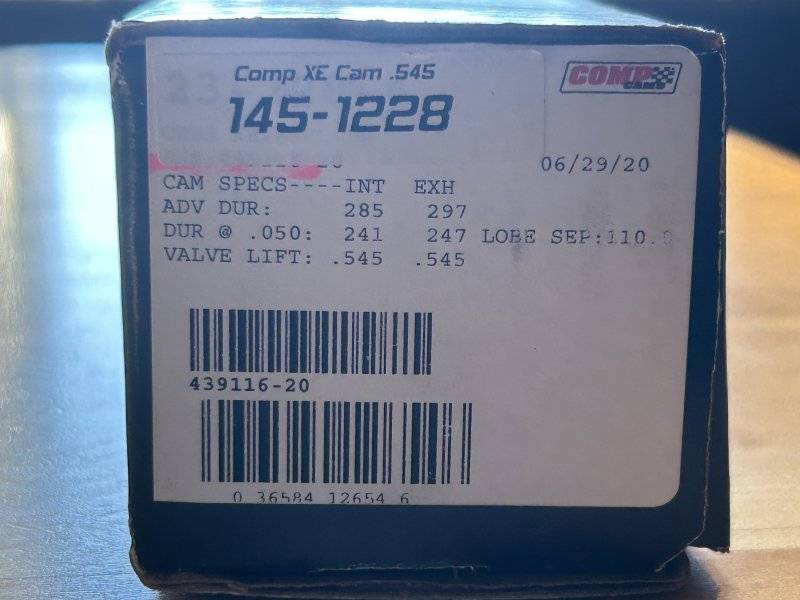 Comp XE Cam .545
COMP
CAMS
145-1228
06/29/20
CAM SPECS----INT EXH
ADV DUR: 285 297
DUR @ .050: 241 247 LOBE SEP:110.0
VALVE LIFT: .545 .545
439116-20
0 36584 12654 6